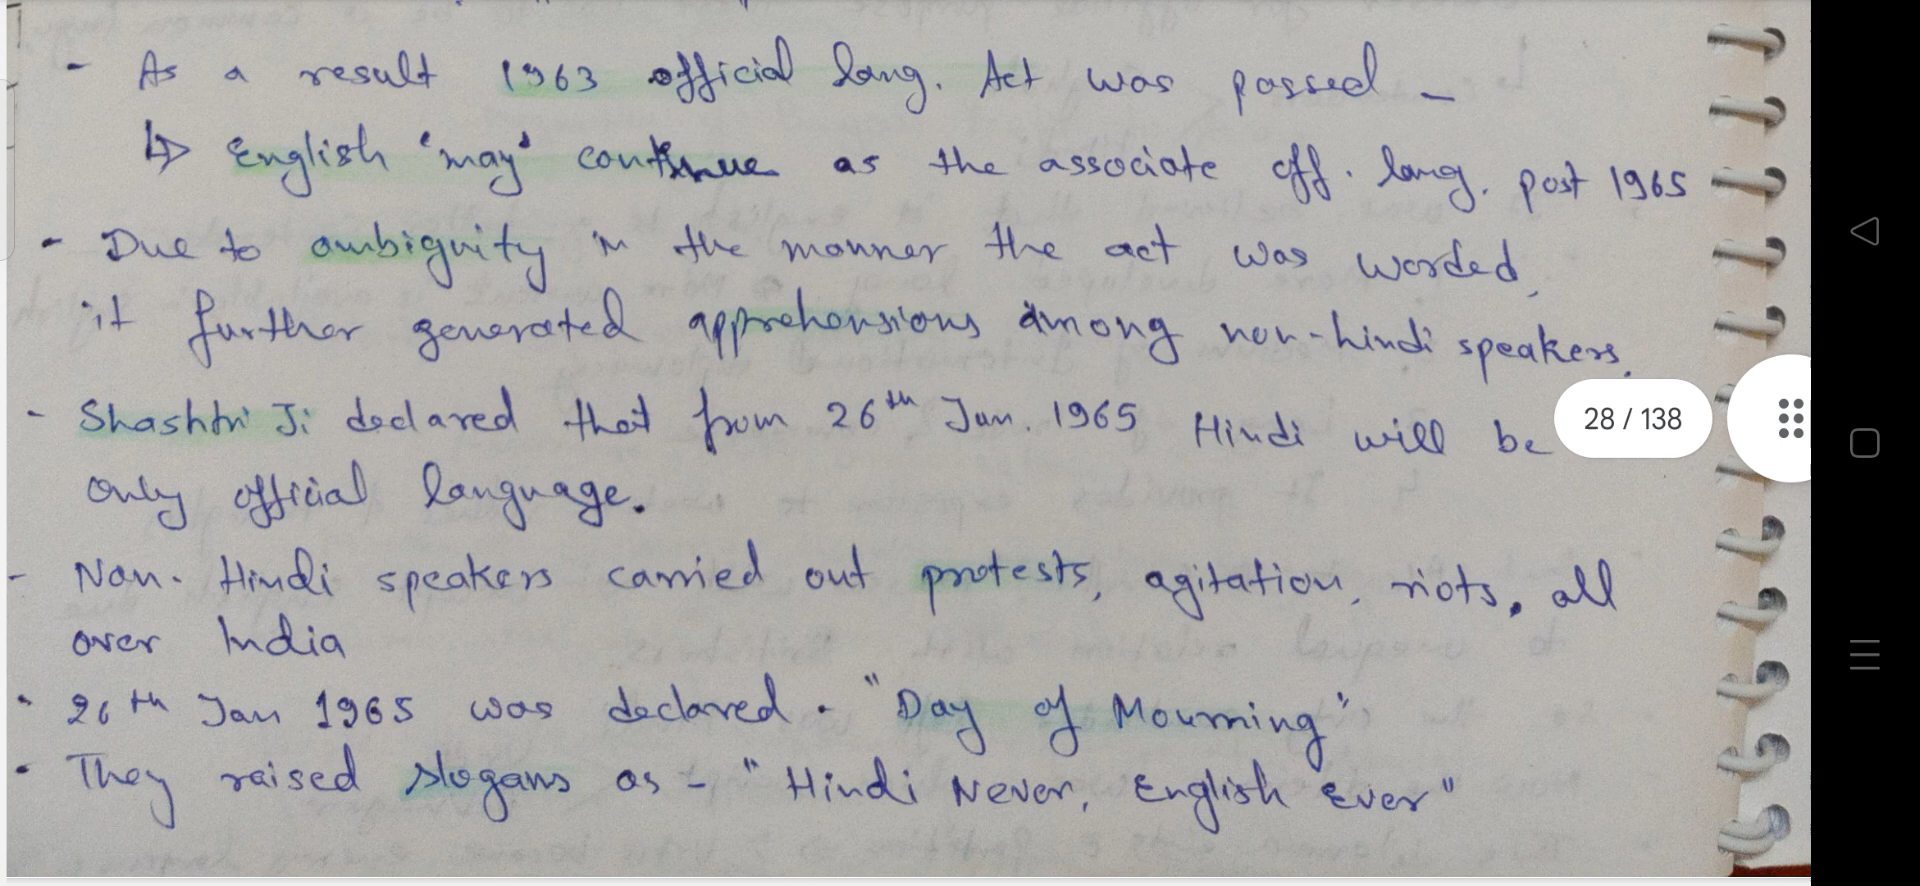 - As a result 1963 official lang. Act was passed -
↳ English 'may' continue as the associate off. lang. post 1965
- Due to ambiguity in the manner the act was worded,
it further generated apprehensions among non-hindi speakers.
- Shashtri Ji declared that from 26th Jan. 1965 Hindi will be
28 / 138
only official language.
- Non-Hindi speakers carried out protests, agitation, riots, all
over India
- 26th Jan 1965 was declared - "Day of Mourning"
- They raised slogans as - "Hindi Never, English Ever"